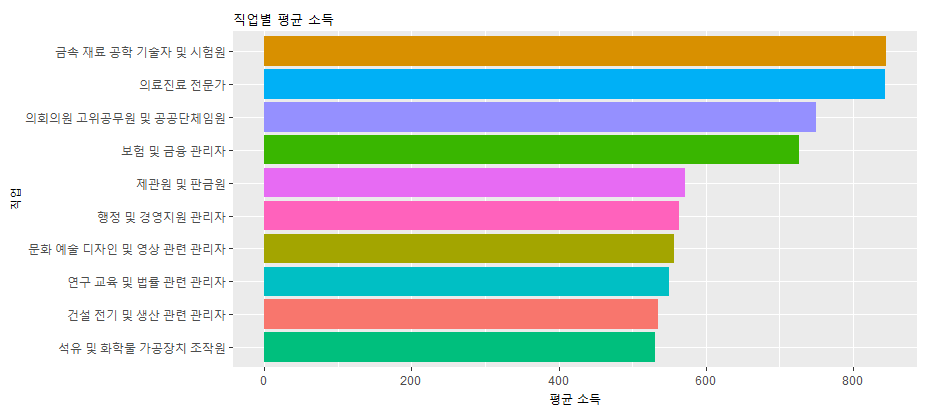 직업별 평균 소득
금속 재료 공학 기술자 및 시험원
의료진료 전문가
의회의원 고위공무원 및 공공단체임원
보험 및 금융 관리자
제관원 및 판금원
행정 및 경영지원 관리자
문화 예술 디자인 및 영상 관련 관리자
연구 교육 및 법률 관련 관리자
건설 전기 및 생산 관련 관리자
석유 및 화학물 가공장치 조작원
직업
0 200 400 600 800
평균 소득